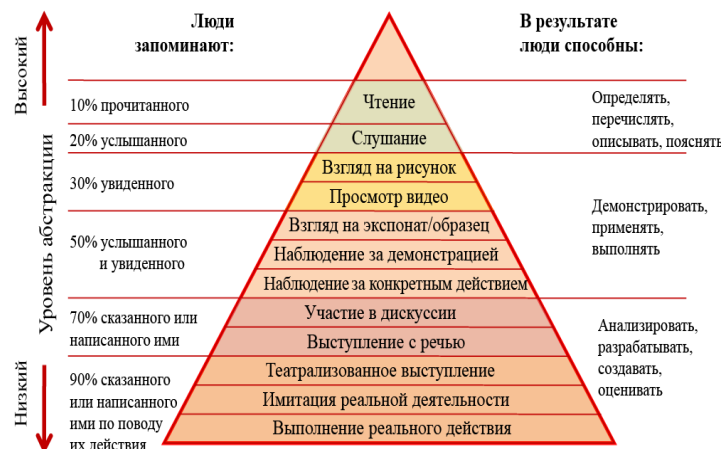 Люди
запоминают:
В результате
люди способны:
Высокий
Уровень абстракции
Низкий
10% прочитанного
20% услышанного
30% увиденного
50% услышанного
и увиденного
70% сказанного или
написанного ими
90% сказанного
или написанного
ими по поводу
их действия
Чтение
Слушание
Взгляд на рисунок
Просмотр видео
Взгляд на экспонат/образец
Наблюдение за демонстрацией
Наблюдение за конкретным действием
Участие в дискуссии
Выступление с речью
Театрализованное выступление
Имитация реальной деятельности
Выполнение реального действия
Определять,
перечислять,
описывать, пояснять
Демонстрировать,
применять,
выполнять
Анализировать,
разрабатывать,
создавать,
оценивать